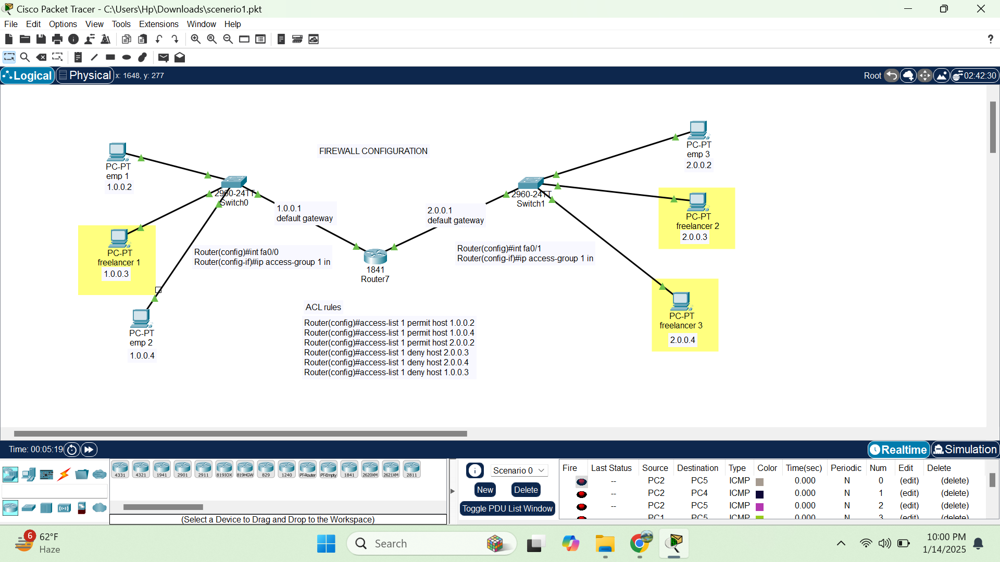 Cisco Packet Tracer - C:\Users\Hp\Downloads\scenerio1.pkt
File Edit Options View Tools Extensions Window Help
?
Logical Physical x: 1648, y: 277 Root 02:42:30
FIREWALL CONFIGURATION
PC-PT
emp 1
1.0.0.2
2960-24TT
Switch0
1.0.0.1
default gateway
PC-PT
freelancer 1
1.0.0.3
Router(config)#int fa0/0
Router(config-if)#ip access-group 1 in
PC-PT
emp 2
1.0.0.4
1841
Router7
2.0.0.1
default gateway
2960-24TT
Switch1
Router(config)#int fa0/1
Router(config-if)#ip access-group 1 in
PC-PT
emp 3
2.0.0.2
PC-PT
freelancer 2
2.0.0.3
PC-PT
freelancer 3
2.0.0.4
ACL rules
Router(config)#access-list 1 permit host 1.0.0.2
Router(config)#access-list 1 permit host 1.0.0.4
Router(config)#access-list 1 permit host 2.0.0.2
Router(config)#access-list 1 deny host 2.0.0.3
Router(config)#access-list 1 deny host 2.0.0.4
Router(config)#access-list 1 deny host 1.0.0.3
Time: 00:05:19 Realtime Simulation
4331 4321 1941 2901 2911 819IOX 819HGW 829 1240 PT-Router PT-Empty 1841 2620XM 2621XM 2811
(Select a Device to Drag and Drop to the Workspace)
Scenario 0
New Delete
Toggle PDU List Window
Fire Last Status Source Destination Type Color Time(sec) Periodic Num Edit Delete
-- PC2 PC5 ICMP 0.000 N 0 (edit) (delete)
-- PC2 PC4 ICMP 0.000 N 1 (edit) (delete)
-- PC2 PC5 ICMP 0.000 N 2 (edit) (delete)
PC1 PC5 ICMP 0.000 N 3 (edit) (delete)
6
62°F
Haze
Search
10:00 PM
1/14/2025